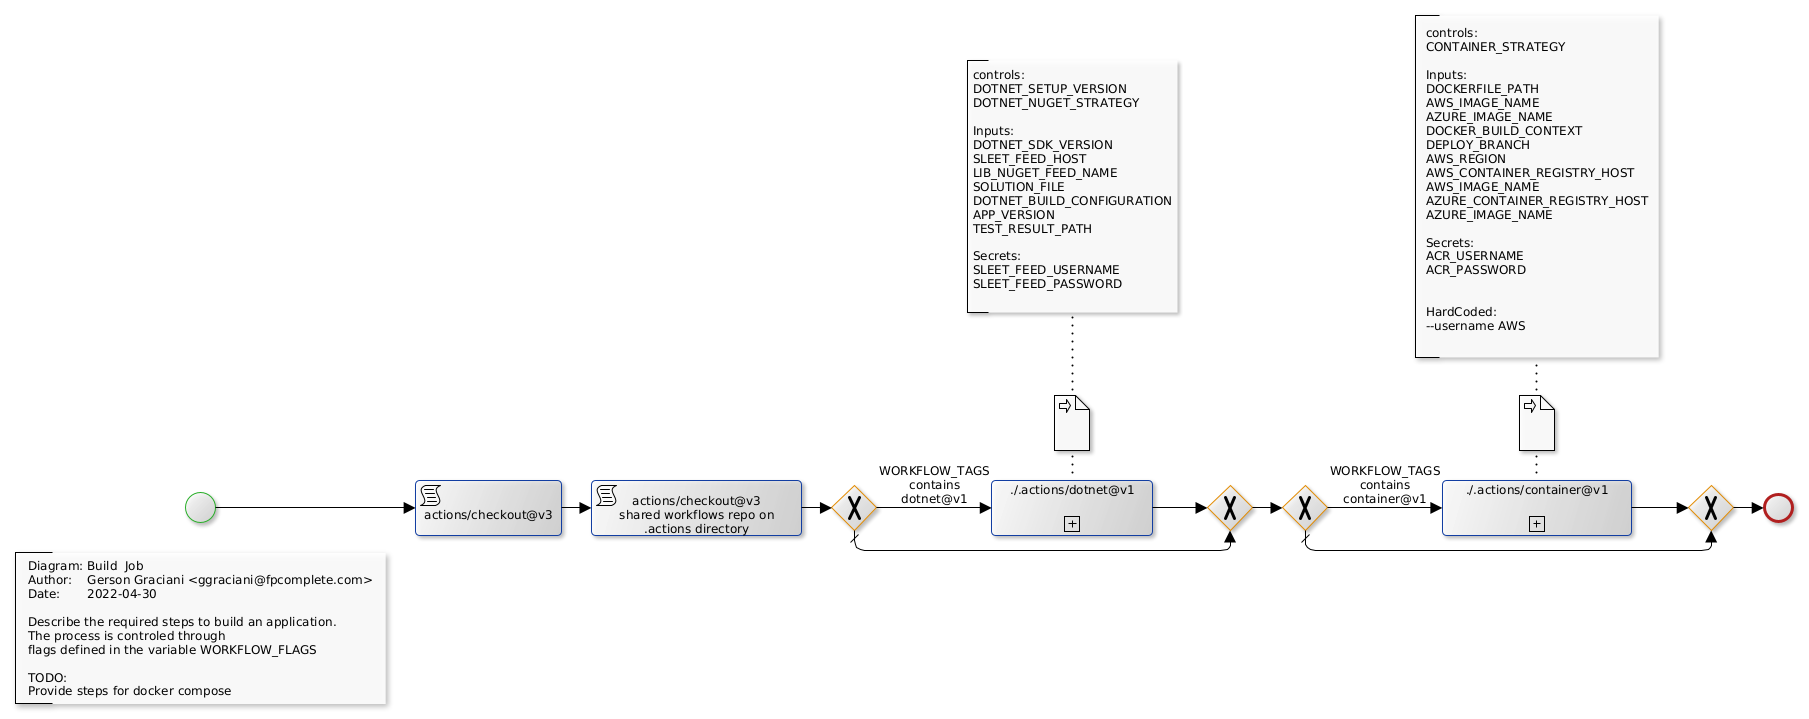 controls:
CONTAINER_STRATEGY
Inputs:
DOCKERFILE_PATH
AWS_IMAGE_NAME
AZURE_IMAGE_NAME
DOCKER_BUILD_CONTEXT
DEPLOY_BRANCH
AWS_REGION
AWS_CONTAINER_REGISTRY_HOST
AWS_IMAGE_NAME
AZURE_CONTAINER_REGISTRY_HOST
AZURE_IMAGE_NAME
Secrets:
ACR_USERNAME
ACR_PASSWORD
HardCoded:
--username AWS
controls:
DOTNET_SETUP_VERSION
DOTNET_NUGET_STRATEGY
Inputs:
DOTNET_SDK_VERSION
SLEET_FEED_HOST
LIB_NUGET_FEED_NAME
SOLUTION_FILE
DOTNET_BUILD_CONFIGURATION
APP_VERSION
TEST_RESULT_PATH
Secrets:
SLEET_FEED_USERNAME
SLEET_FEED_PASSWORD
actions/checkout@v3
actions/checkout@v3
shared workflows repo on
.actions directory
WORKFLOW_TAGS
contains
dotnet@v1
./.actions/dotnet@v1
WORKFLOW_TAGS
contains
container@v1
./.actions/container@v1
Diagram: Build  Job
Author: Gerson Graciani <ggraciani@fpcomplete.com>
Date: 2022-04-30
Describe the required steps to build an application.
The process is controled through
flags defined in the variable WORKFLOW_FLAGS
TODO:
Provide steps for docker compose